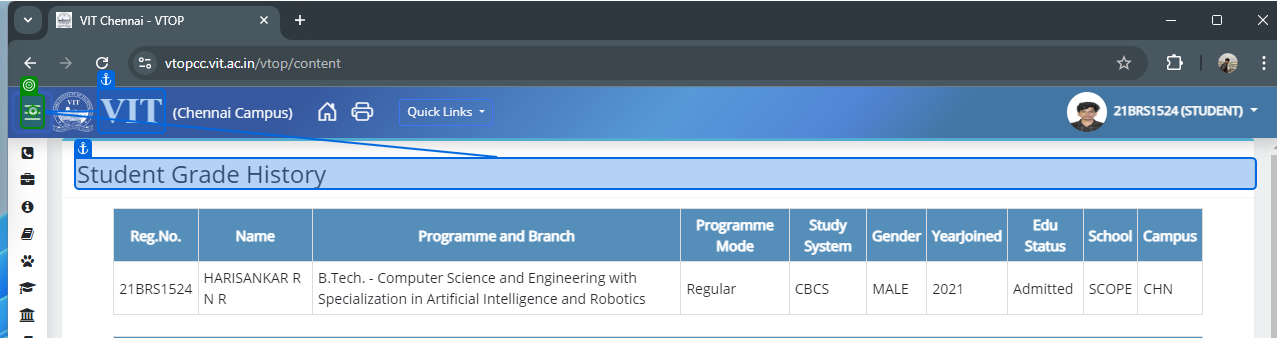 VIT Chennai - VTOP
vtopcc.vit.ac.in/vtop/content
VIT (Chennai Campus) Quick Links 21BRS1524 (STUDENT)
Student Grade History
Reg.No. Name Programme and Branch Programme Mode Study System Gender YearJoined Edu Status School Campus
21BRS1524 HARISANKAR R N R B.Tech. - Computer Science and Engineering with Specialization in Artificial Intelligence and Robotics Regular CBCS MALE 2021 Admitted SCOPE CHN